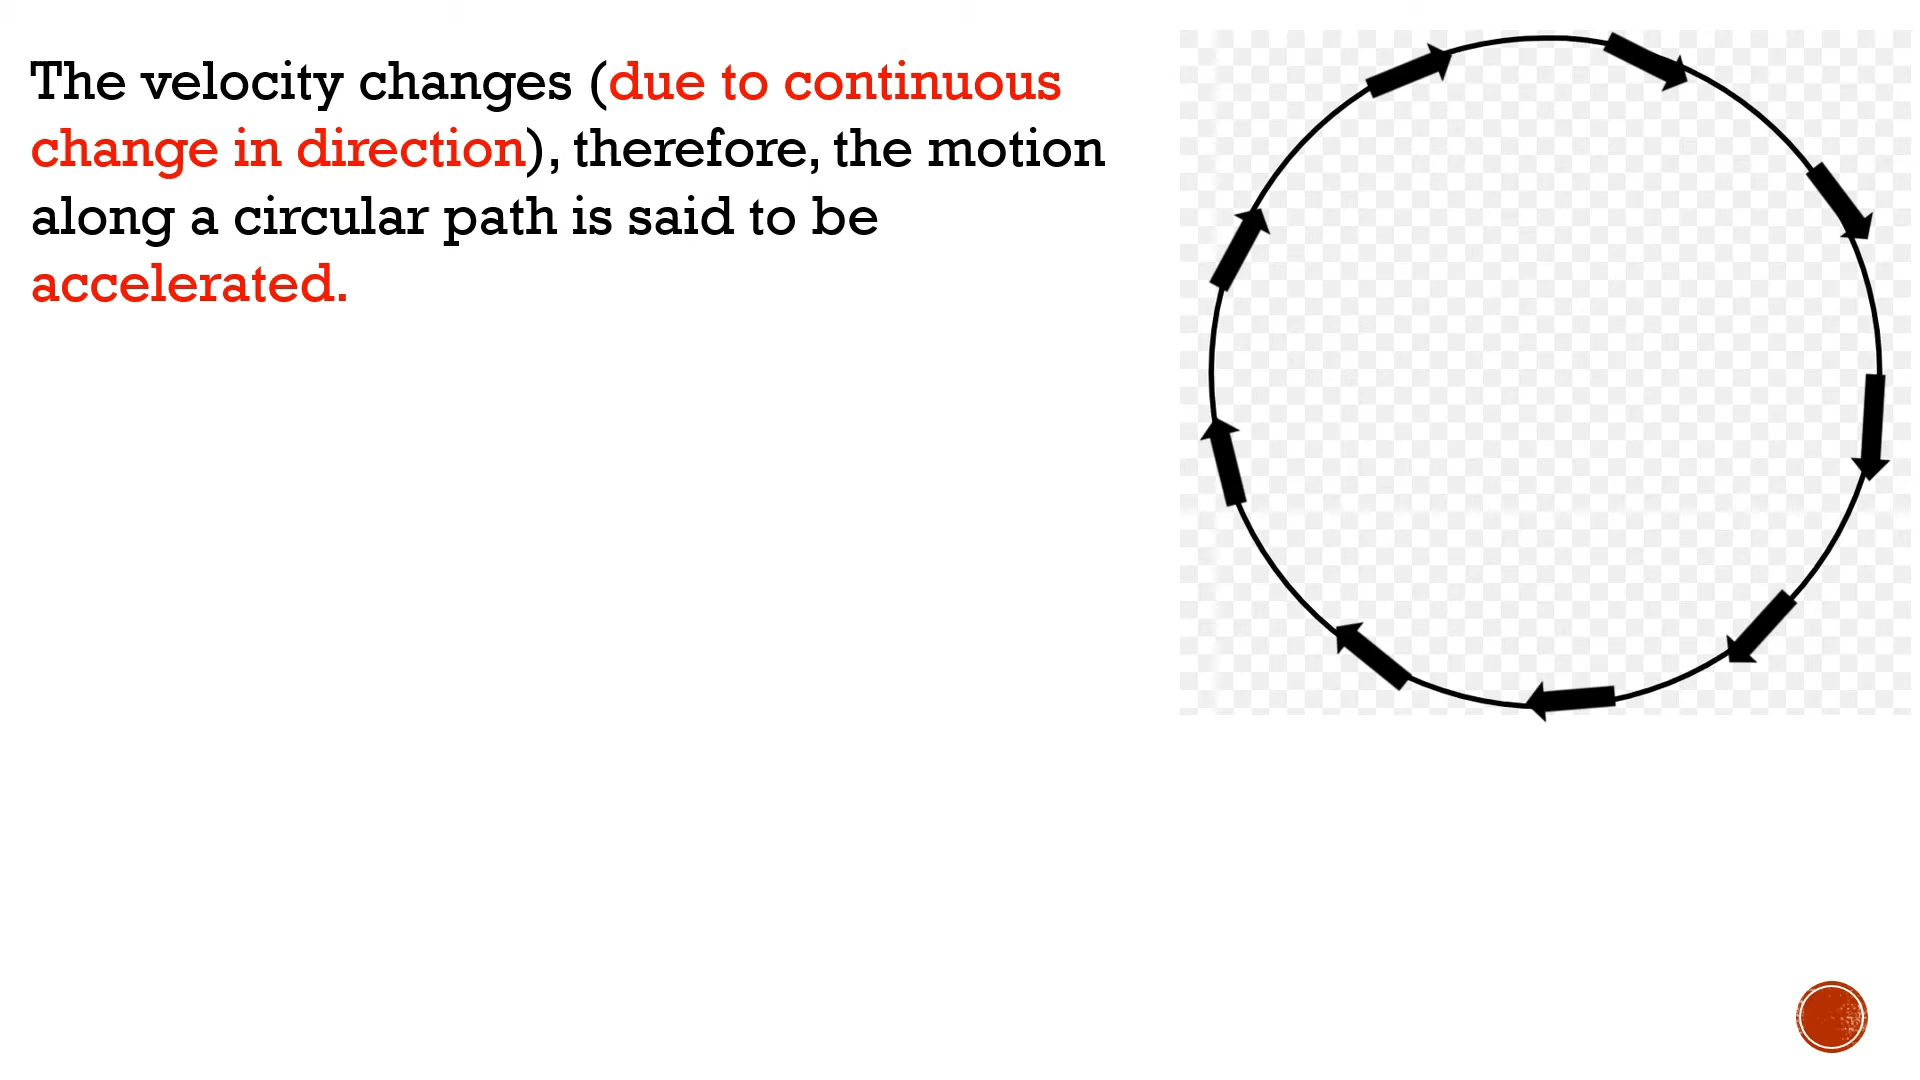 The velocity changes (due to continuous
change in direction), therefore, the motion
along a circular path is said to be
accelerated.